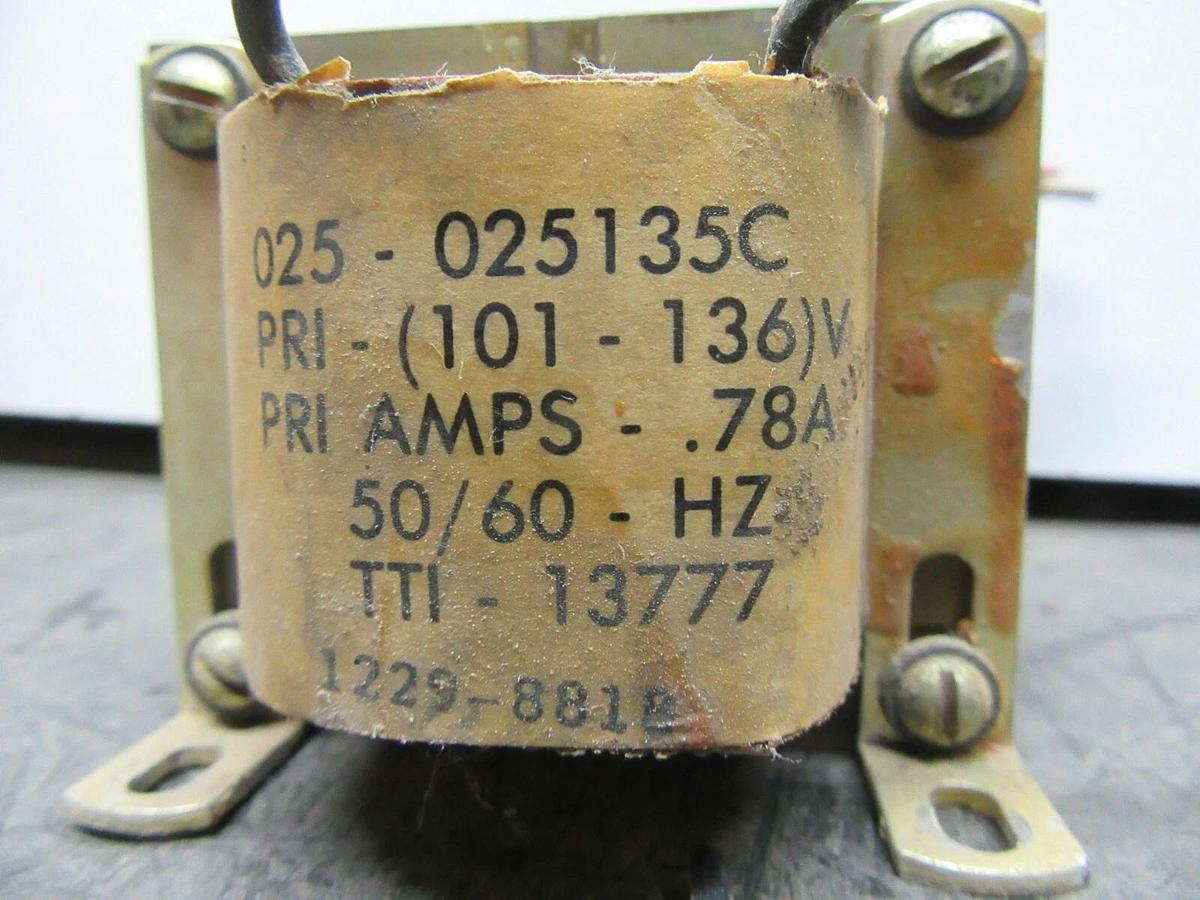 025 - 025135C
PRI - (101 - 136)V
PRI AMPS - .78A
50/60 - HZ
TTI - 13777